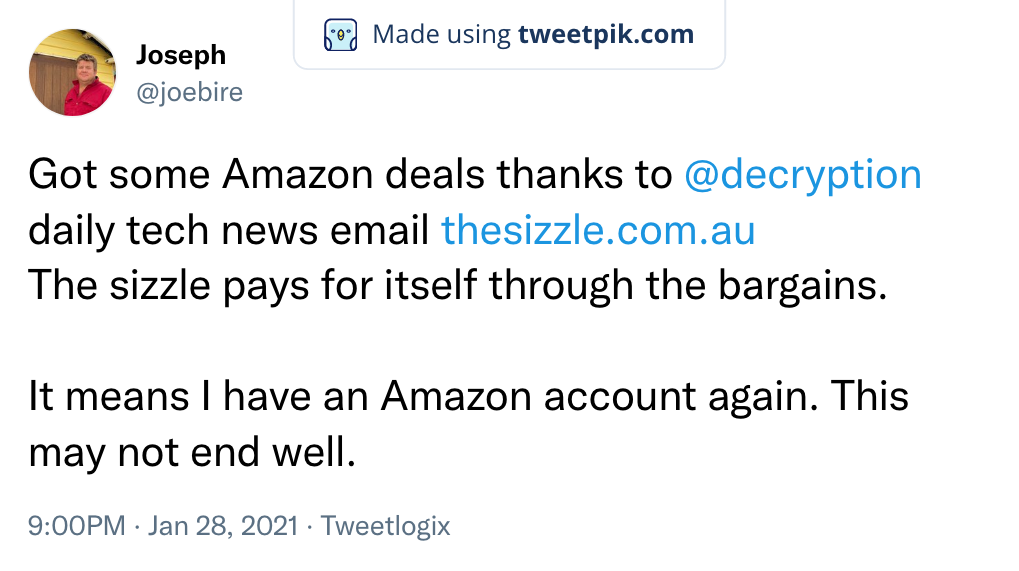 Made using tweetpik.com
Joseph
@joebire
Got some Amazon deals thanks to @decryption
daily tech news email thesizzle.com.au
The sizzle pays for itself through the bargains.
It means I have an Amazon account again. This
may not end well.
9:00PM · Jan 28, 2021 · Tweetlogix